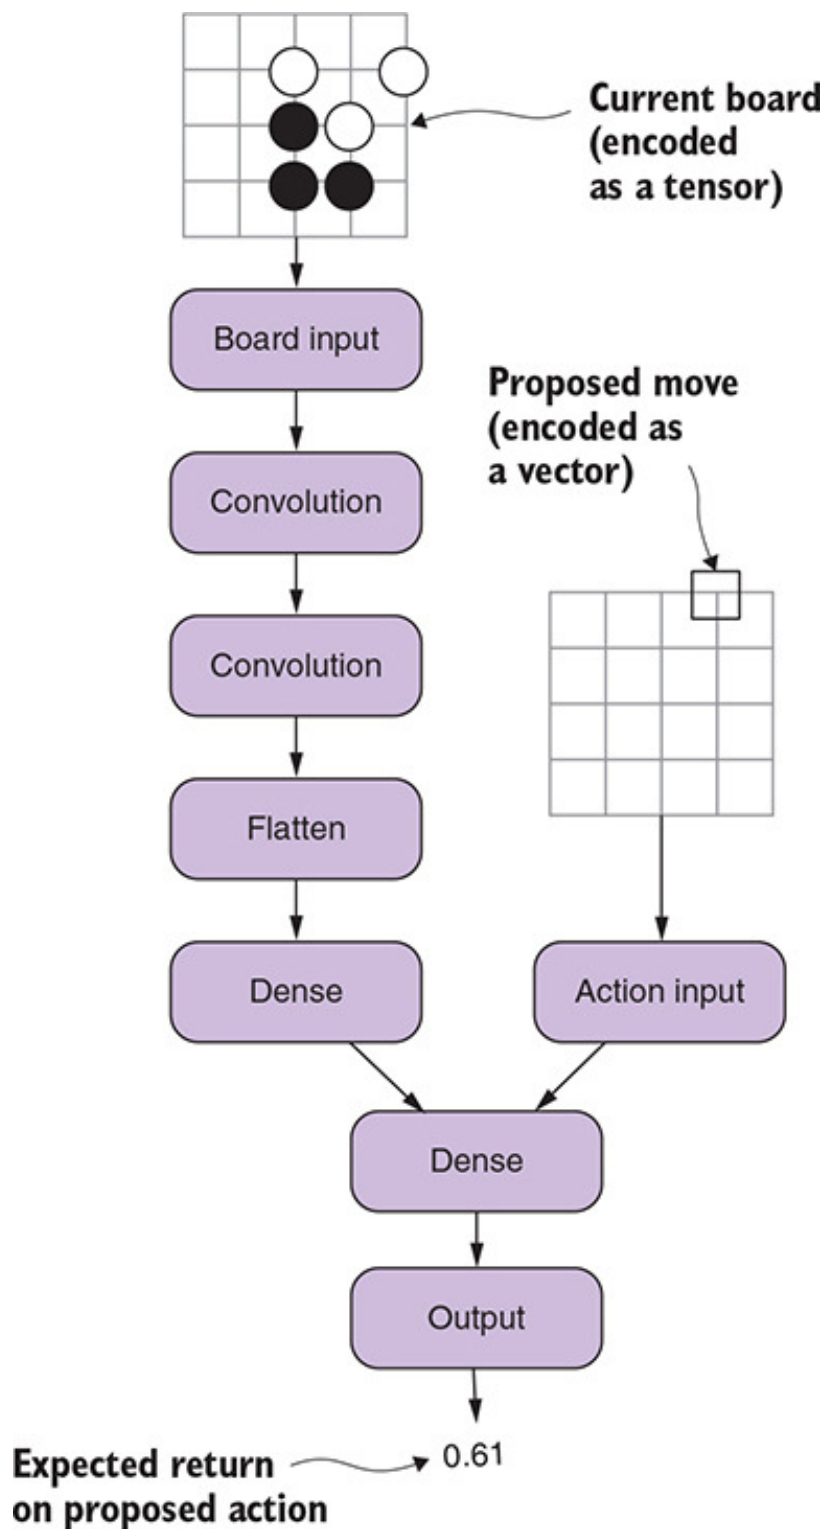 Current board
(encoded
as a tensor)
Board input
Proposed move
(encoded as
a vector)
Convolution
Convolution
Flatten
Dense
Action input
Dense
Output
0.61
Expected return
on proposed action